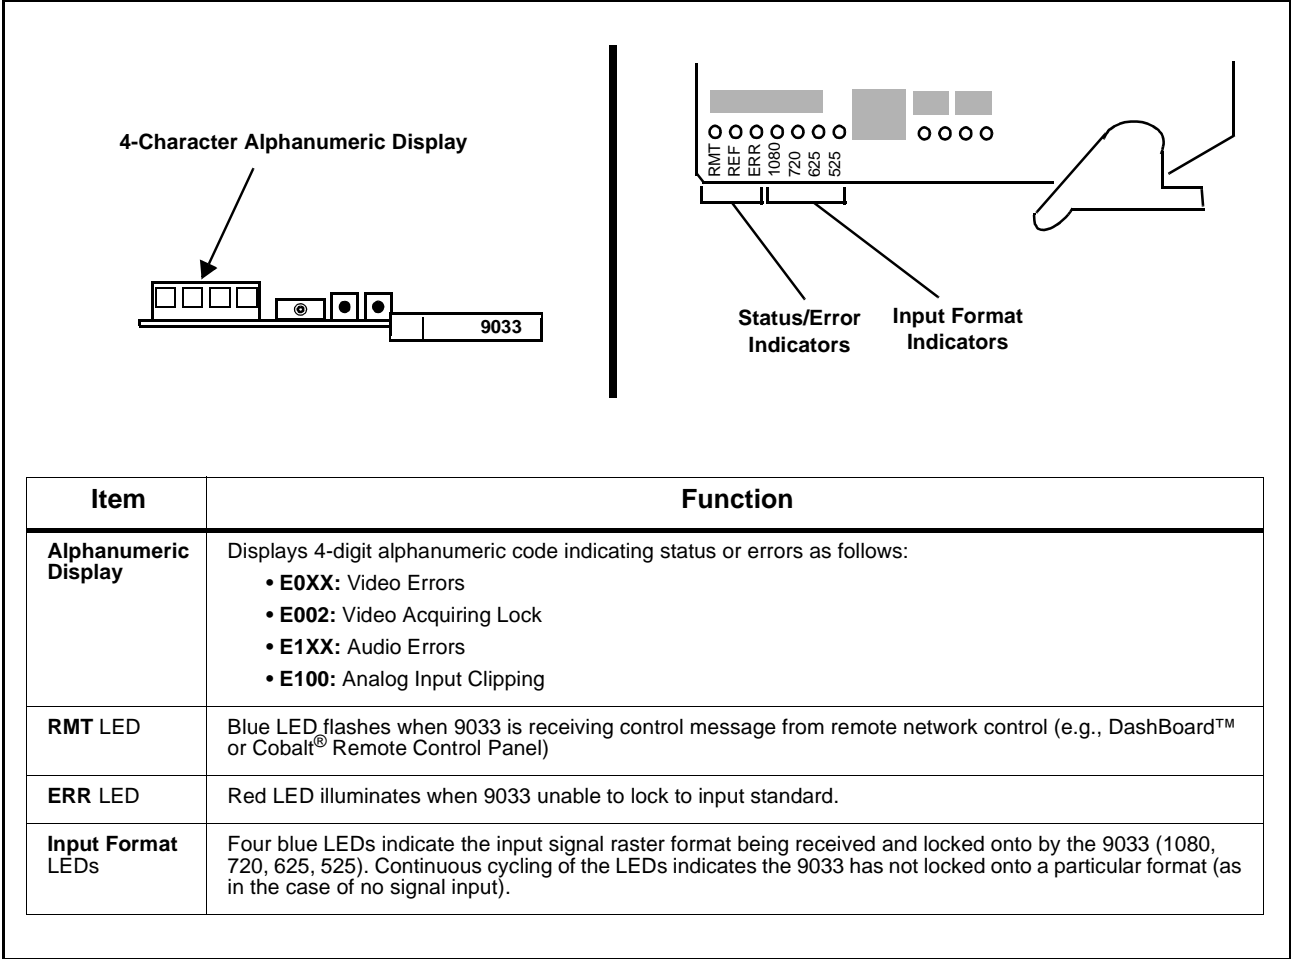 4-Character Alphanumeric Display
9033
RMT
REF
ERR
1080
720
625
525
Status/Error
Indicators
Input Format
Indicators
Item
Function
Alphanumeric
Display
Displays 4-digit alphanumeric code indicating status or errors as follows:
• E0XX: Video Errors
• E002: Video Acquiring Lock
• E1XX: Audio Errors
• E100: Analog Input Clipping
RMT LED
Blue LED flashes when 9033 is receiving control message from remote network control (e.g., DashBoard™
or Cobalt® Remote Control Panel)
ERR LED
Red LED illuminates when 9033 unable to lock to input standard.
Input Format
LEDs
Four blue LEDs indicate the input signal raster format being received and locked onto by the 9033 (1080,
720, 625, 525). Continuous cycling of the LEDs indicates the 9033 has not locked onto a particular format (as
in the case of no signal input).